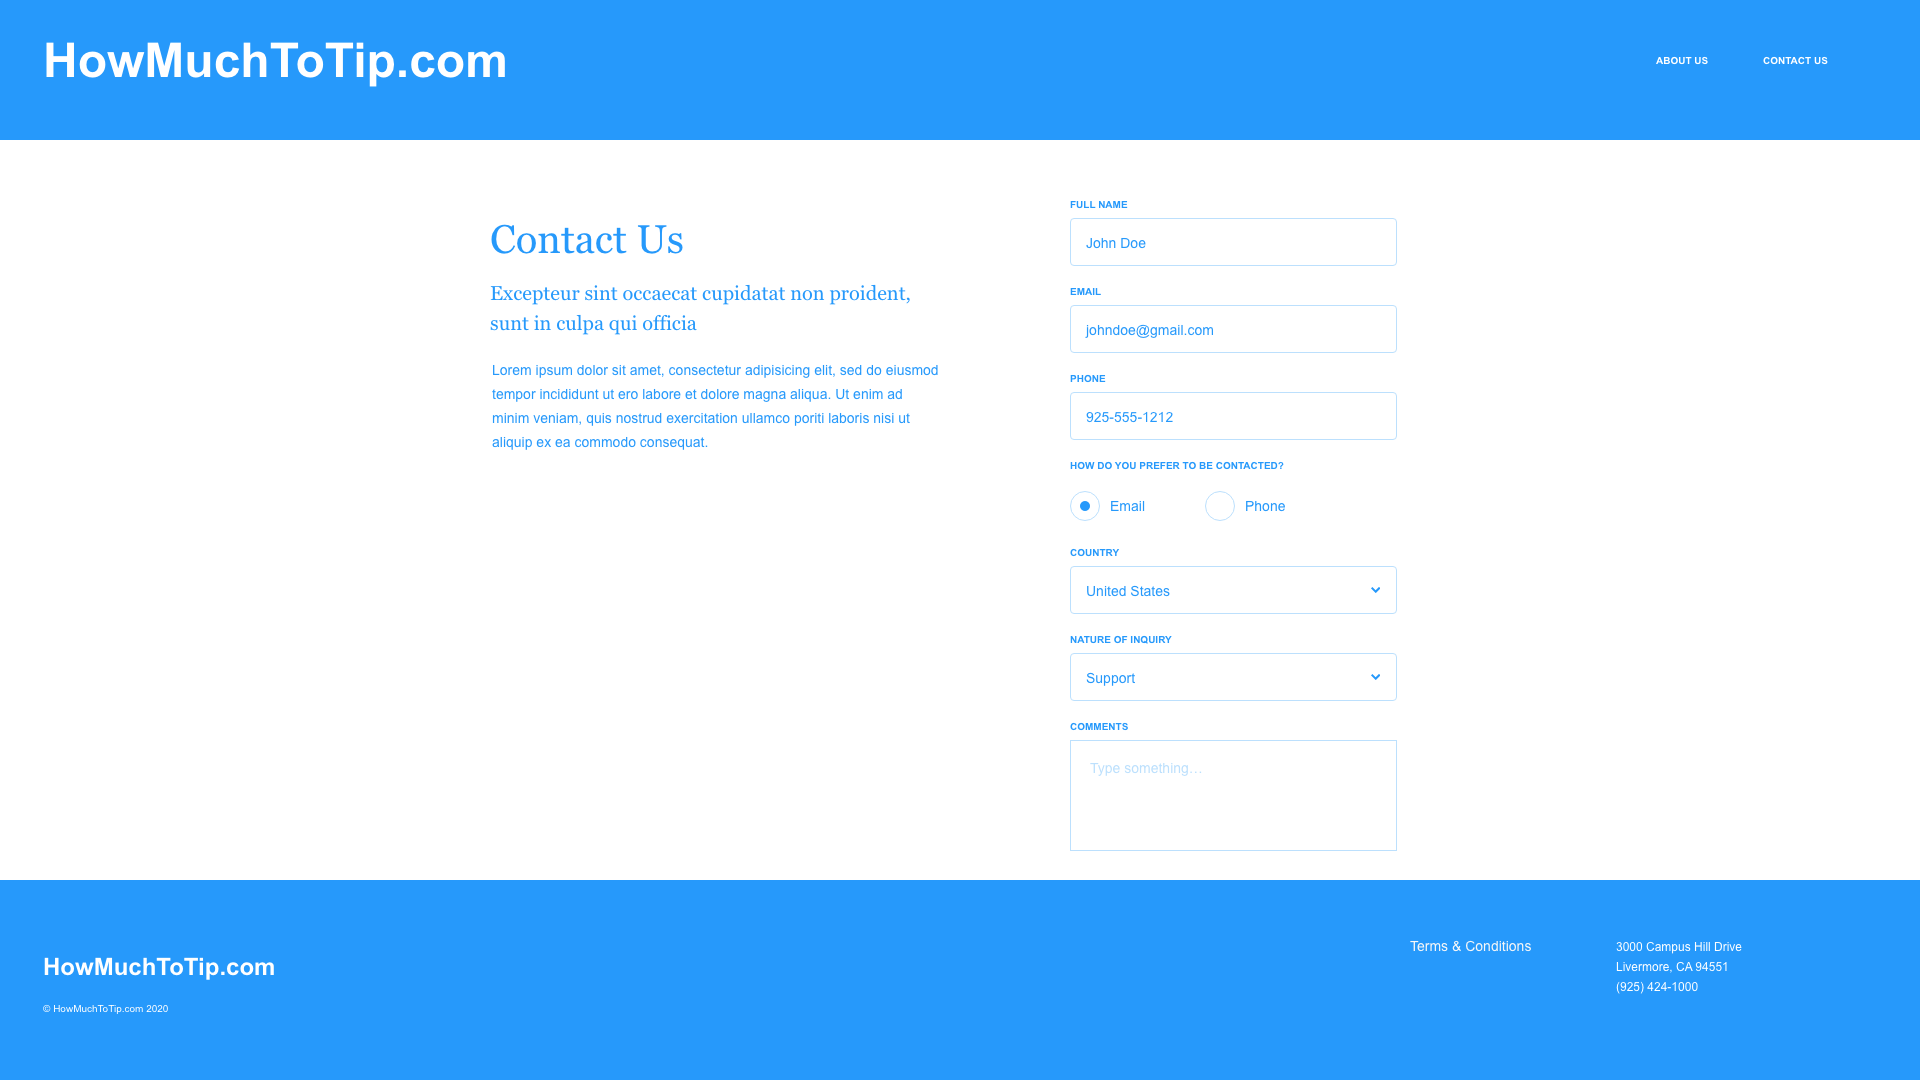 HowMuchToTip.com
ABOUT US
CONTACT US
Contact Us
Excepteur sint occaecat cupidatat non proident,
sunt in culpa qui officia
Lorem ipsum dolor sit amet, consectetur adipisicing elit, sed do eiusmod
tempor incididunt ut ero labore et dolore magna aliqua. Ut enim ad
minim veniam, quis nostrud exercitation ullamco poriti laboris nisi ut
aliquip ex ea commodo consequat.
FULL NAME
John Doe
EMAIL
johndoe@gmail.com
PHONE
925-555-1212
HOW DO YOU PREFER TO BE CONTACTED?
Email
Phone
COUNTRY
United States
NATURE OF INQUIRY
Support
COMMENTS
Type something…
HowMuchToTip.com
© HowMuchToTip.com 2020
Terms & Conditions
3000 Campus Hill Drive
Livermore, CA 94551
(925) 424-1000